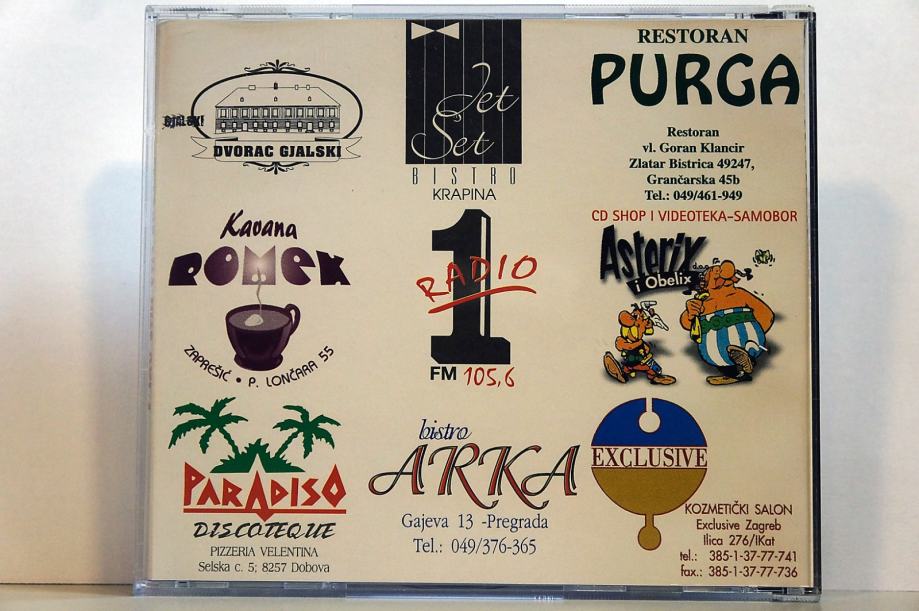 GJALSKI
DVORAC GJALSKI
Jet
Set
BISTRO
KRAPINA
RESTORAN
PURGA
Restoran
vl. Goran Klancir
Zlatar Bistrica 49247,
Grančarska 45b
Tel.: 049/461-949
Kavana
ROMEK
ZAPREŠIĆ • P. LONČARA 55
1
RADIO
FM 105,6
CD SHOP I VIDEOTEKA-SAMOBOR
Asterix d.o.o.
i Obelix
PARADISO
DISCOTEQUE
PIZZERIA VELENTINA
Selska c. 5; 8257 Dobova
bistro
ARKA
Gajeva 13 -Pregrada
Tel.: 049/376-365
EXCLUSIVE
KOZMETIČKI SALON
Exclusive Zagreb
Ilica 276/IKat
tel.: 385-1-37-77-741
fax.: 385-1-37-77-736